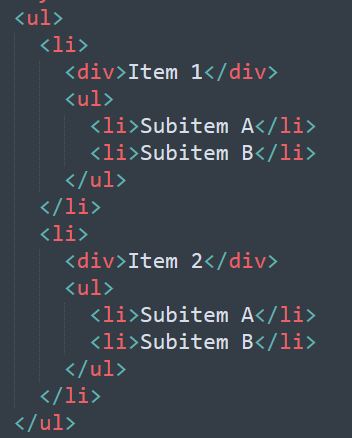 <ul>
  <li>
    <div>Item 1</div>
    <ul>
      <li>Subitem A</li>
      <li>Subitem B</li>
    </ul>
  </li>
  <li>
    <div>Item 2</div>
    <ul>
      <li>Subitem A</li>
      <li>Subitem B</li>
    </ul>
  </li>
</ul>